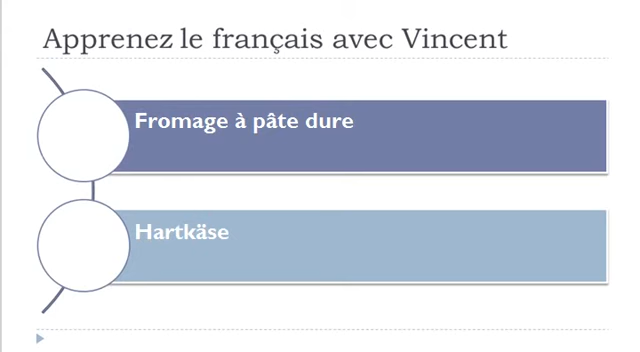 Apprenez le français avec Vincent
Fromage à pâte dure
Hartkäse